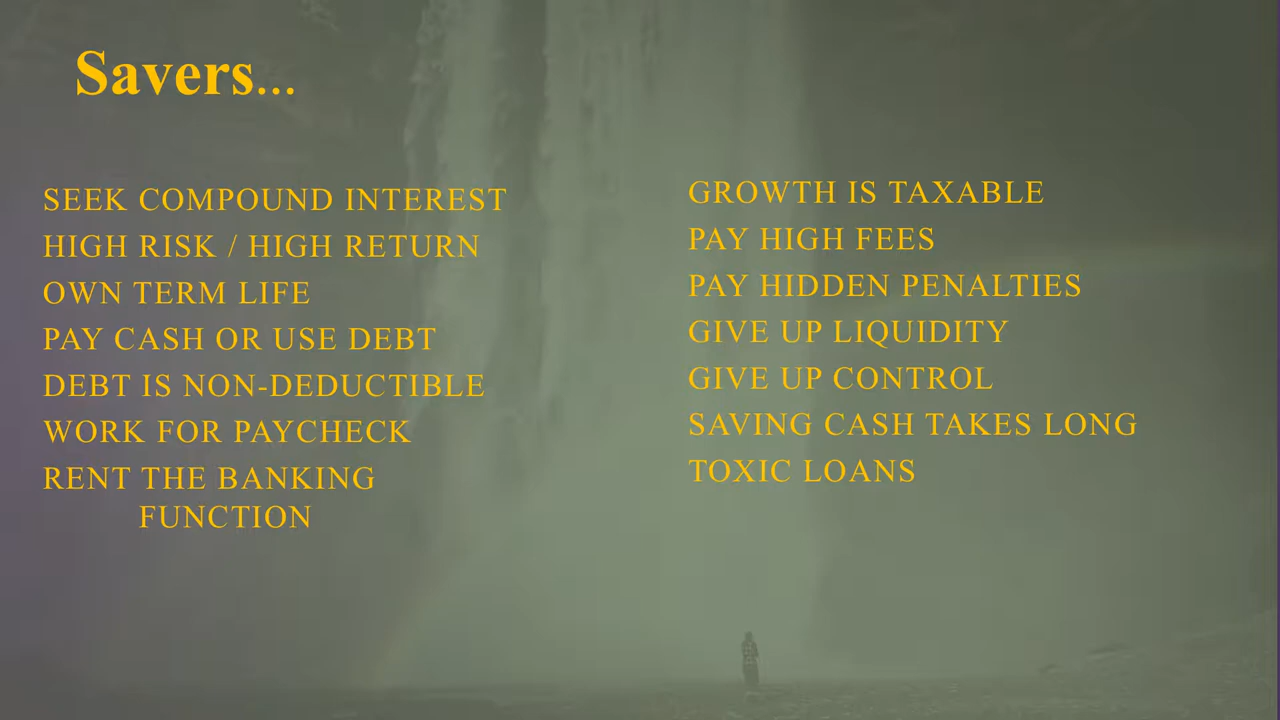 Savers...
SEEK COMPOUND INTEREST
HIGH RISK / HIGH RETURN
OWN TERM LIFE
PAY CASH OR USE DEBT
DEBT IS NON-DEDUCTIBLE
WORK FOR PAYCHECK
RENT THE BANKING
FUNCTION
GROWTH IS TAXABLE
PAY HIGH FEES
PAY HIDDEN PENALTIES
GIVE UP LIQUIDITY
GIVE UP CONTROL
SAVING CASH TAKES LONG
TOXIC LOANS